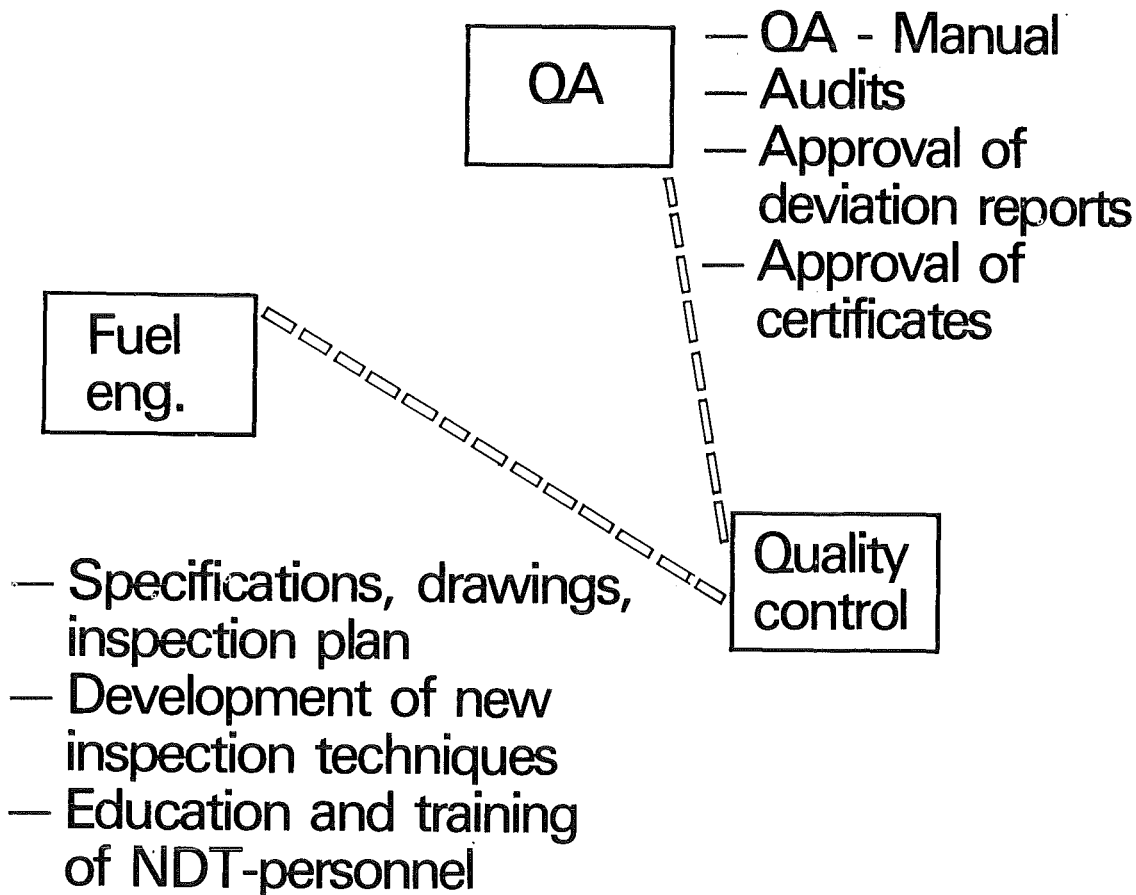 QA
— QA - Manual
— Audits
— Approval of
deviation reports
— Approval of
certificates
Fuel
eng.
Quality
control
— Specifications, drawings,
inspection plan
— Development of new
inspection techniques
— Education and training
of NDT-personnel